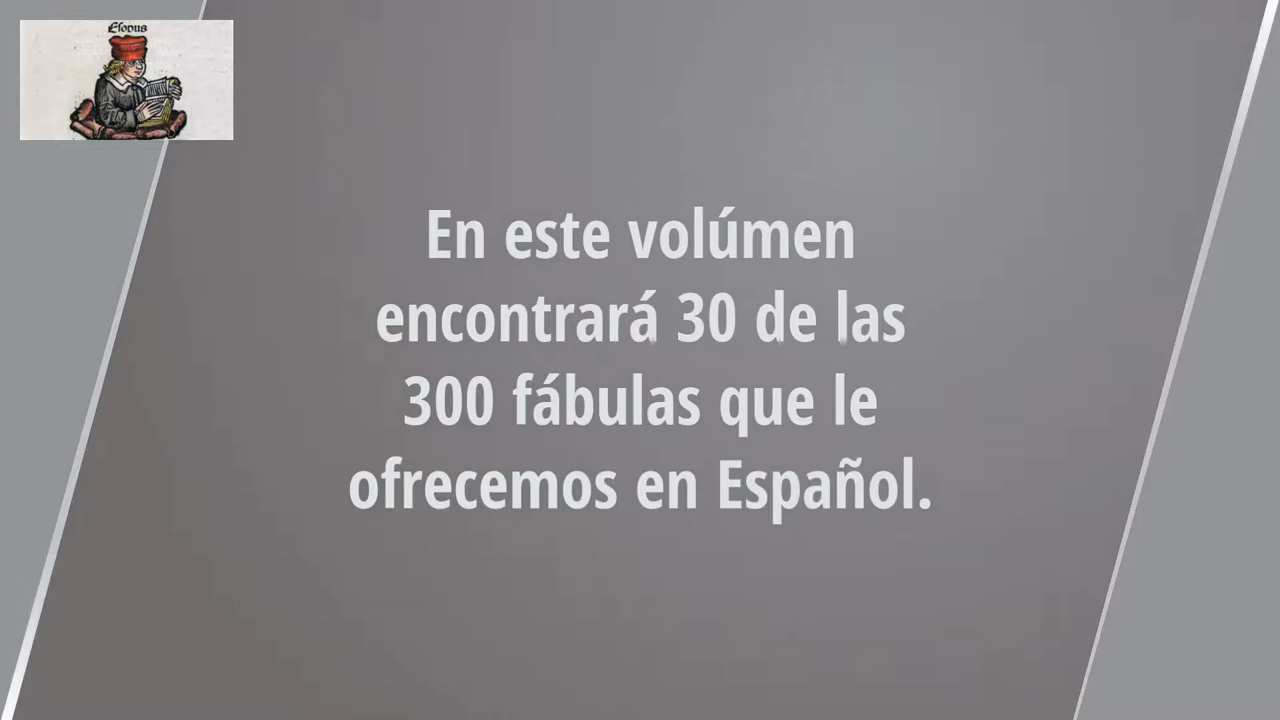 Esopus
En este volúmen
encontrará 30 de las
300 fábulas que le
ofrecemos en Español.